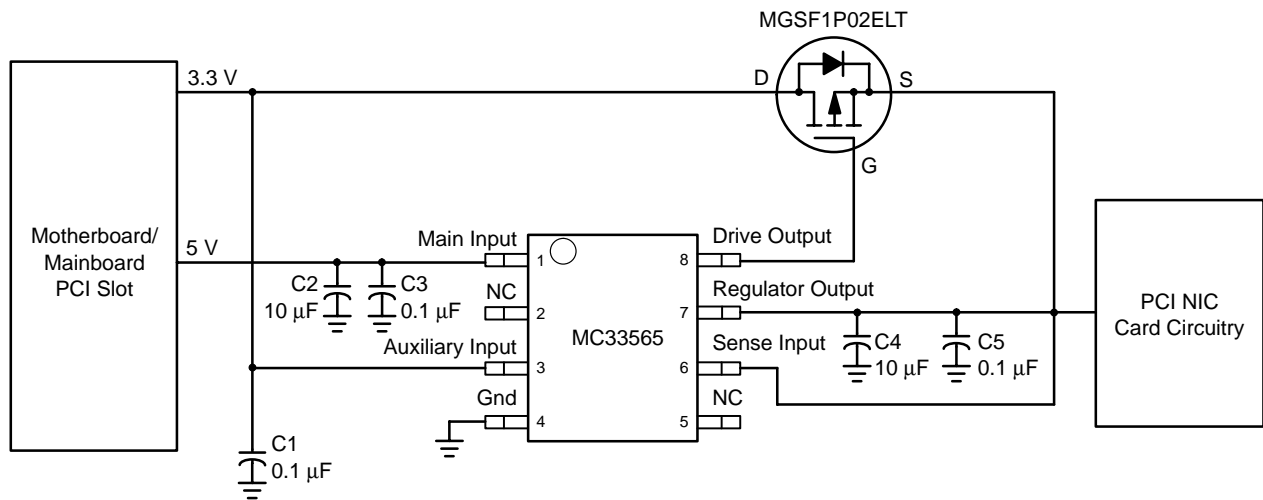 MGSF1P02ELT
3.3 V
D
S
G
Motherboard/
Mainboard
PCI Slot
5 V
Main Input
1
Drive Output
8
C2
10 μF
C3
0.1 μF
NC
2
MC33565
Regulator Output
7
C4
10 μF
C5
0.1 μF
PCI NIC
Card Circuitry
Auxiliary Input
3
Sense Input
6
Gnd
4
NC
5
C1
0.1 μF